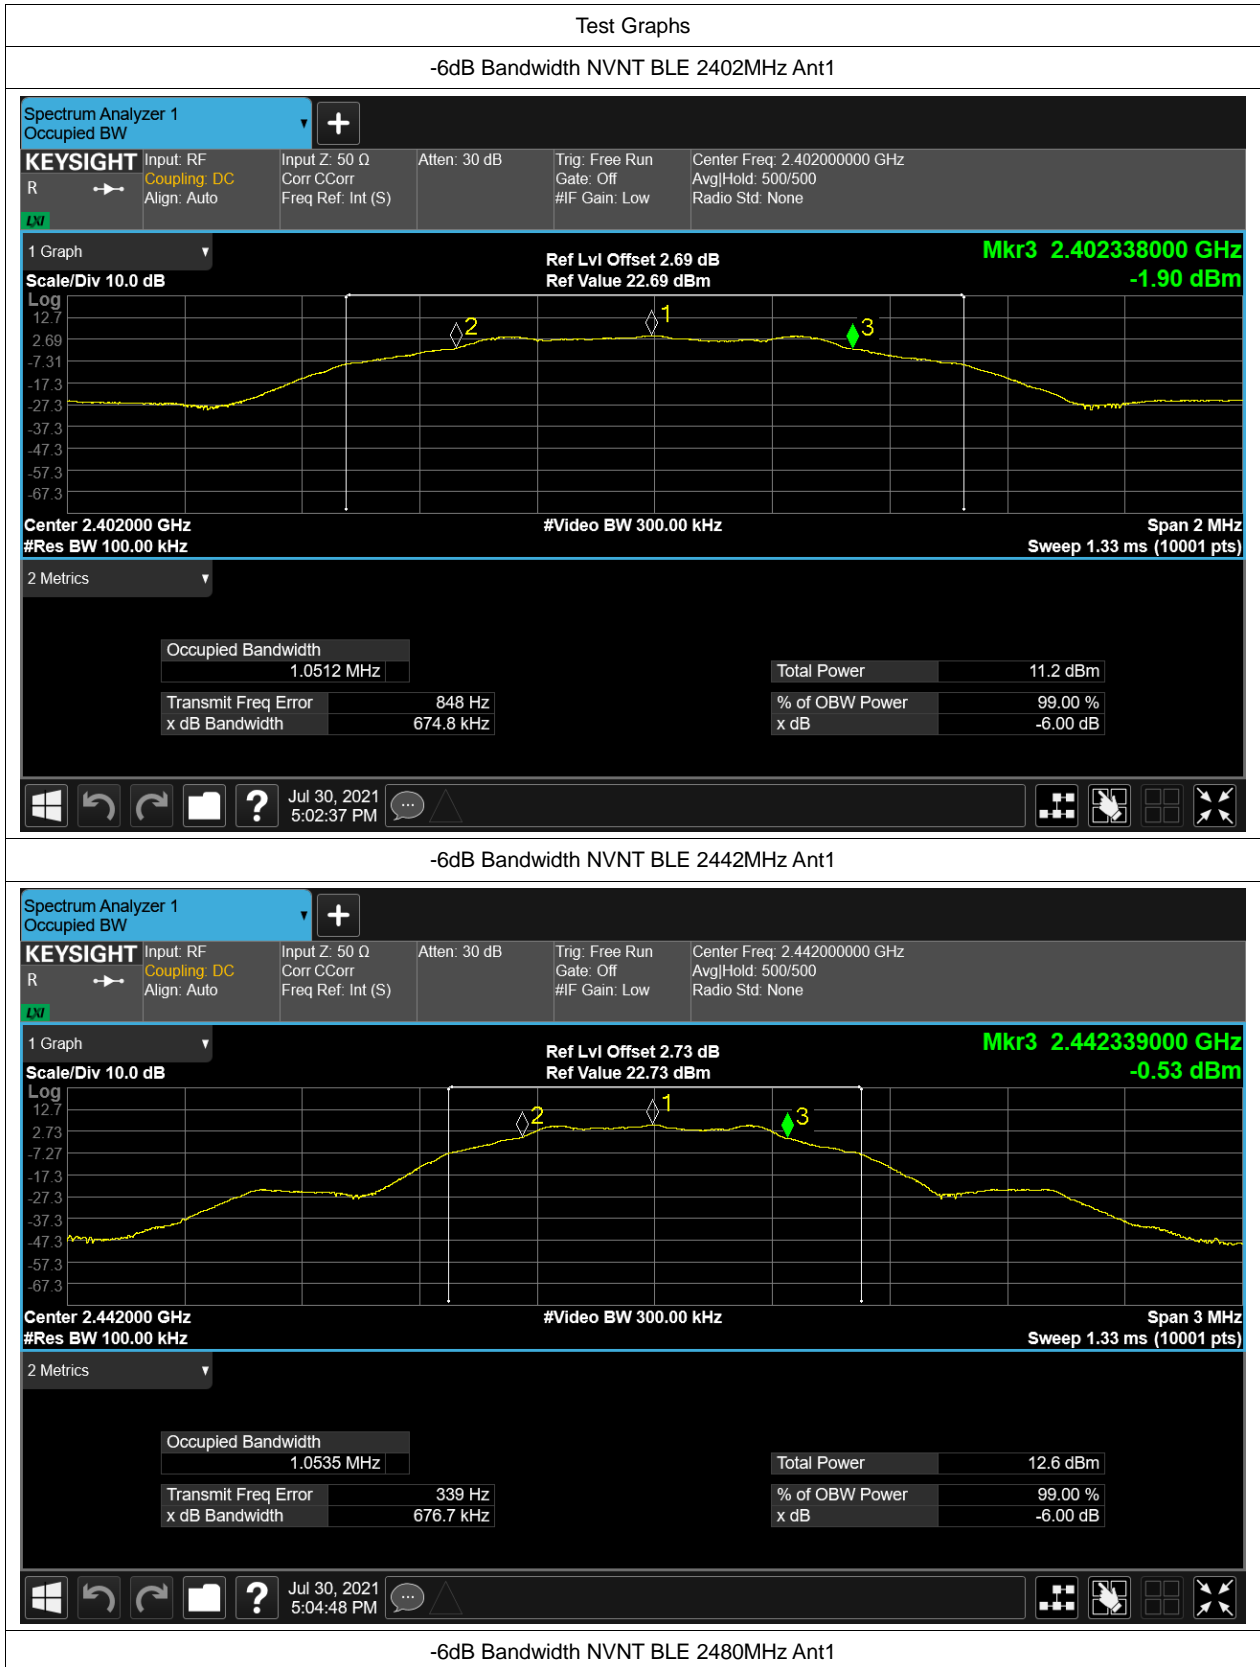 Test Graphs
-6dB Bandwidth NVNT BLE 2402MHz Ant1
Spectrum Analyzer 1
Occupied BW
KEYSIGHT Input: RF Input Z: 50 Ω Atten: 30 dB Trig: Free Run Center Freq: 2.402000000 GHz
R Coupling: DC Corr CCorr Gate: Off Avg|Hold: 500/500
Align: Auto Freq Ref: Int (S) #IF Gain: Low Radio Std: None
LXI
1 Graph
Ref Lvl Offset 2.69 dB
Mkr3 2.402338000 GHz
Scale/Div 10.0 dB Ref Value 22.69 dBm -1.90 dBm
Log
12.7
2.69
-7.31
-17.3
-27.3
-37.3
-47.3
-57.3
-67.3
2 1 3
Center 2.402000 GHz #Video BW 300.00 kHz Span 2 MHz
#Res BW 100.00 kHz Sweep 1.33 ms (10001 pts)
2 Metrics
Occupied Bandwidth
1.0512 MHz Total Power 11.2 dBm
Transmit Freq Error 848 Hz % of OBW Power 99.00 %
x dB Bandwidth 674.8 kHz x dB -6.00 dB
Jul 30, 2021
5:02:37 PM
-6dB Bandwidth NVNT BLE 2442MHz Ant1
Spectrum Analyzer 1
Occupied BW
KEYSIGHT Input: RF Input Z: 50 Ω Atten: 30 dB Trig: Free Run Center Freq: 2.442000000 GHz
R Coupling: DC Corr CCorr Gate: Off Avg|Hold: 500/500
Align: Auto Freq Ref: Int (S) #IF Gain: Low Radio Std: None
LXI
1 Graph
Ref Lvl Offset 2.73 dB
Mkr3 2.442339000 GHz
Scale/Div 10.0 dB Ref Value 22.73 dBm -0.53 dBm
Log
12.7
2.73
-7.27
-17.3
-27.3
-37.3
-47.3
-57.3
-67.3
2 1 3
Center 2.442000 GHz #Video BW 300.00 kHz Span 3 MHz
#Res BW 100.00 kHz Sweep 1.33 ms (10001 pts)
2 Metrics
Occupied Bandwidth
1.0535 MHz Total Power 12.6 dBm
Transmit Freq Error 339 Hz % of OBW Power 99.00 %
x dB Bandwidth 676.7 kHz x dB -6.00 dB
Jul 30, 2021
5:04:48 PM
-6dB Bandwidth NVNT BLE 2480MHz Ant1